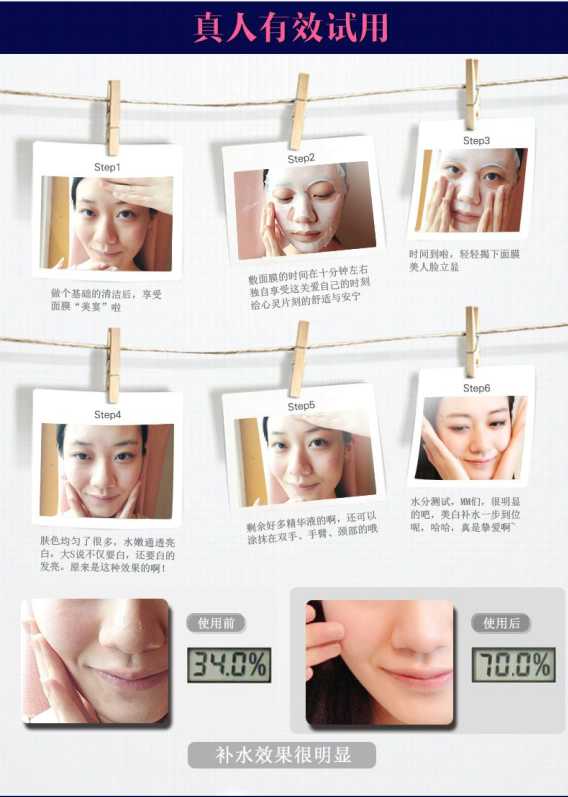 真人有效试用
Step1
Step2
Step3
做个基础的清洁后，享受
面膜“美宴”啦
敷面膜的时间在十分钟左右
独自享受这关爱自己的时刻
给心灵片刻的舒适与安宁
时间到啦，轻轻揭下面膜
美人脸立显
Step4
Step5
Step6
肤色均匀了很多，水嫩通透亮
白，大S说不仅要白，还要白的
发亮。原来是这种效果的啊！
剩余好多精华液的啊，还可以
涂抹在双手、手臂、颈部的哦
水分测试，MM们，很明显
的吧，美白补水一步到位
呢，哈哈，真是挚爱啊~
使用前
34.0%
使用后
70.0%
补水效果很明显